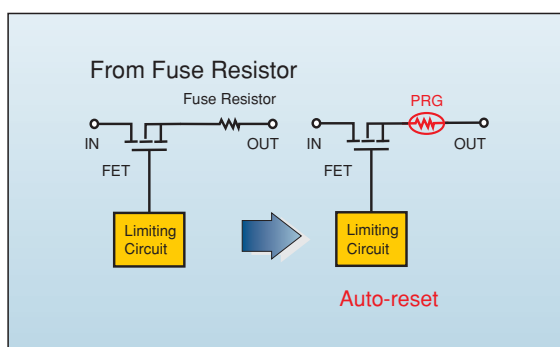 From Fuse Resistor
Fuse Resistor
IN
OUT
FET
Limiting
Circuit
PRG
IN
OUT
FET
Limiting
Circuit
Auto-reset